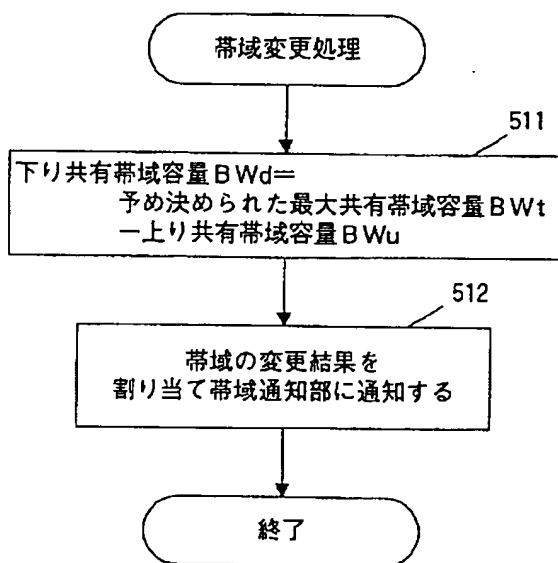 帯域変更処理
511
下り共有帯域容量BWd=
予め決められた最大共有帯域容量BWt
ー上り共有帯域容量BWu
512
帯域の変更結果を
割り当て帯域通知部に通知する
終了